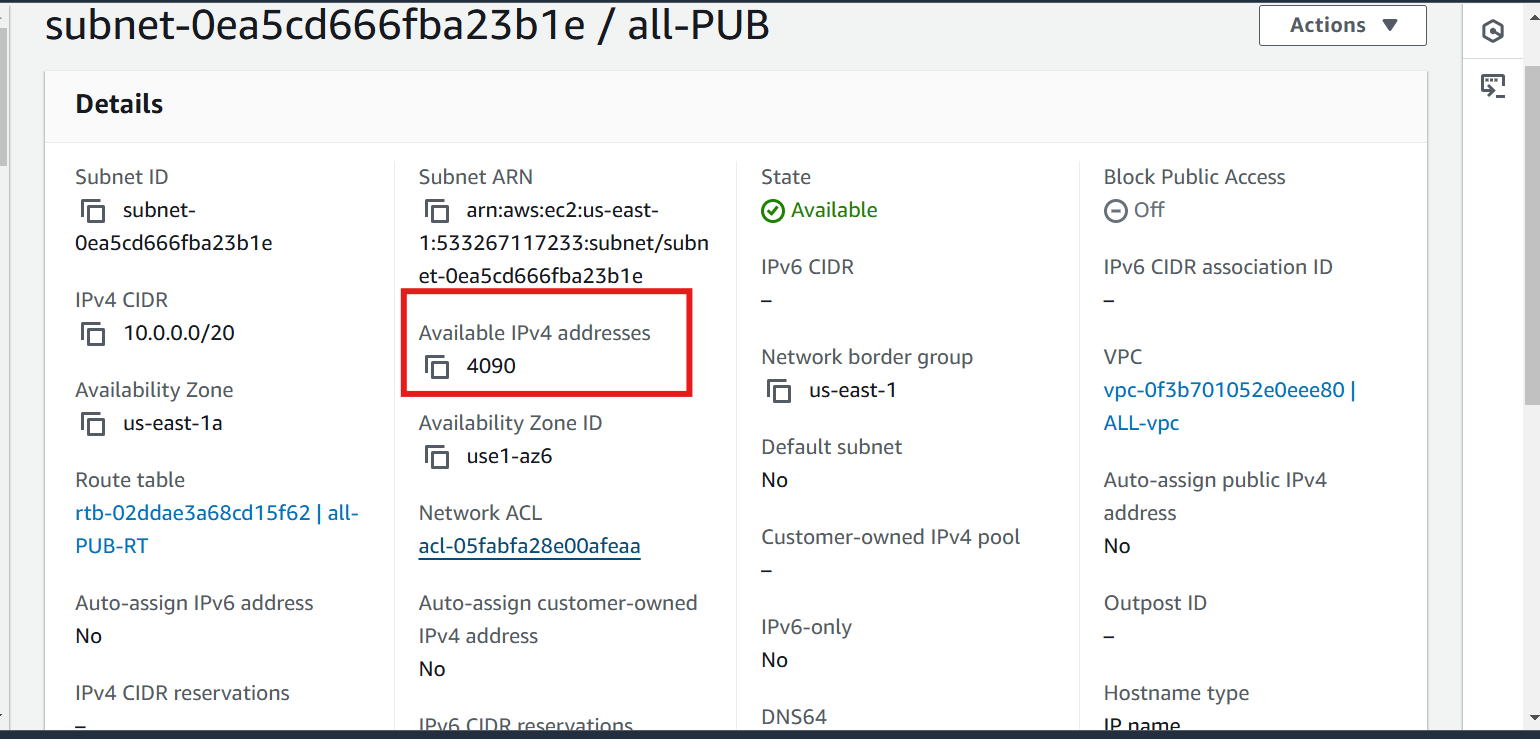 subnet-0ea5cd666fba23b1e / all-PUB
Actions
Details
Subnet ID
subnet-
0ea5cd666fba23b1e
IPv4 CIDR
10.0.0.0/20
Availability Zone
us-east-1a
Route table
rtb-02ddae3a68cd15f62 | all-
PUB-RT
Auto-assign IPv6 address
No
IPv4 CIDR reservations
–
Subnet ARN
arn:aws:ec2:us-east-
1:533267117233:subnet/subn
et-0ea5cd666fba23b1e
Available IPv4 addresses
4090
Availability Zone ID
use1-az6
Network ACL
acl-05fabfa28e00afeaa
Auto-assign customer-owned
IPv4 address
No
IPv6 CIDR reservations
State
Available
IPv6 CIDR
–
Network border group
us-east-1
Default subnet
No
Customer-owned IPv4 pool
–
IPv6-only
No
DNS64
Block Public Access
Off
IPv6 CIDR association ID
–
VPC
vpc-0f3b701052e0eee80 |
ALL-vpc
Auto-assign public IPv4
address
No
Outpost ID
–
Hostname type
IP name